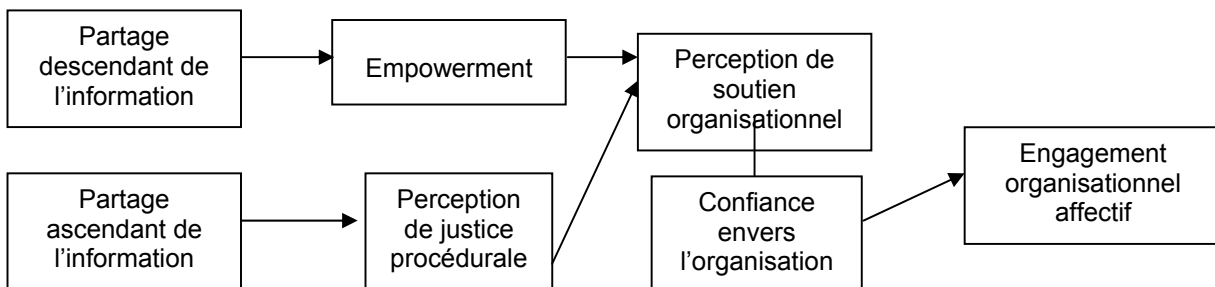 Partage
descendant de
l’information
Empowerment
Perception de
soutien
organisationnel
Partage
ascendant de
l’information
Perception
de justice
procédurale
Confiance
envers
l’organisation
Engagement
organisationnel
affectif